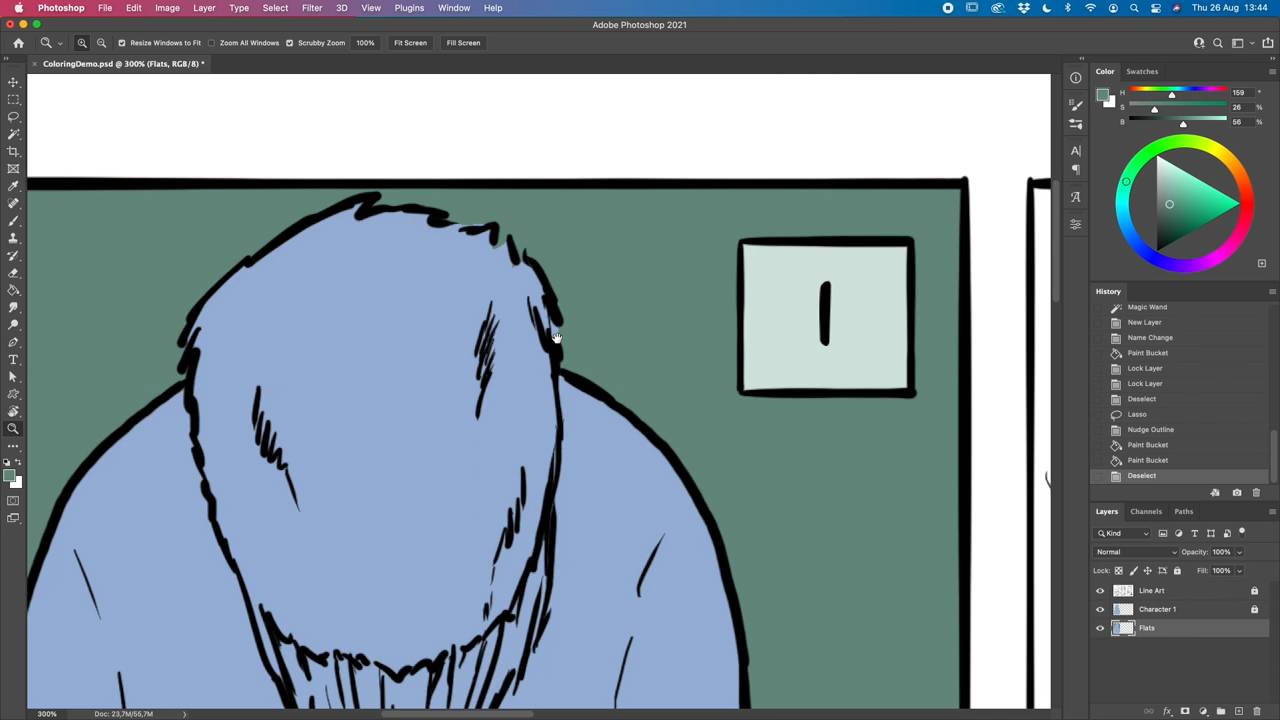 Photoshop File Edit Image Layer Type Select Filter 3D View Plugins Window Help Thu 26 Aug 13:44
Adobe Photoshop 2021
Resize Windows to Fit Zoom All Windows Scrubby Zoom 100% Fit Screen Fill Screen
× ColoringDemo.psd @ 300% (Flats, RGB/8) *
Color Swatches
H 159 °
S 26 %
B 56 %
History
Magic Wand
New Layer
Name Change
Paint Bucket
Lock Layer
Lock Layer
Deselect
Lasso
Nudge Outline
Paint Bucket
Paint Bucket
Deselect
Layers Channels Paths
Kind
Normal Opacity: 100%
Lock: Fill: 100%
Line Art
Character 1
Flats
1
300% Doc: 23,7M/55,7M